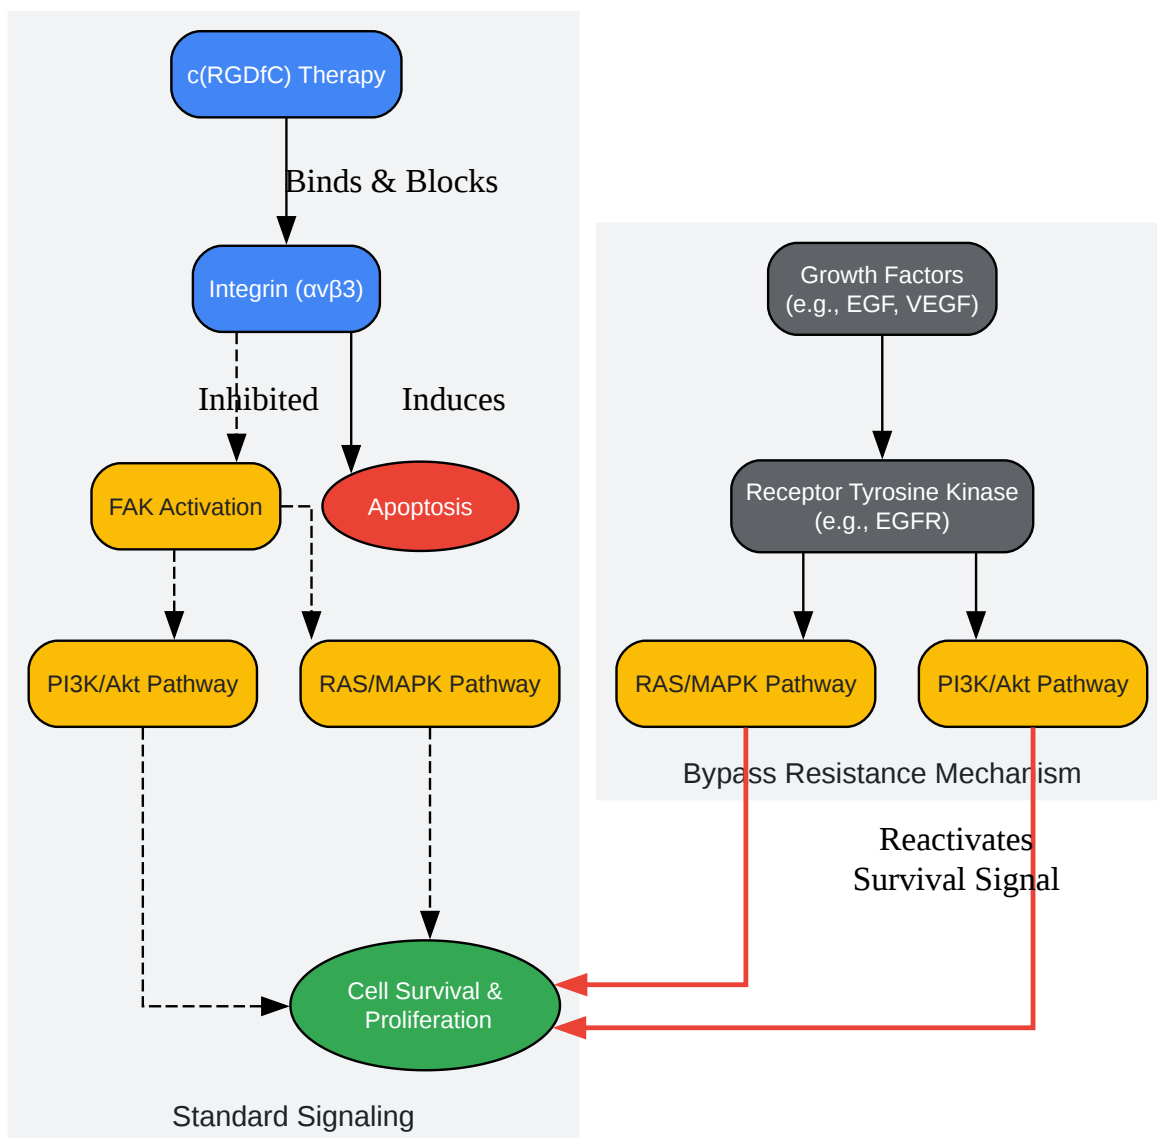 c(RGDfC) Therapy
Binds & Blocks
Integrin (αvβ3)
Inhibited
Induces
FAK Activation
Apoptosis
PI3K/Akt Pathway
RAS/MAPK Pathway
Growth Factors
(e.g., EGF, VEGF)
Receptor Tyrosine Kinase
(e.g., EGFR)
RAS/MAPK Pathway
PI3K/Akt Pathway
Bypass Resistance Mechanism
Reactivates
Survival Signal
Cell Survival &
Proliferation
Standard Signaling